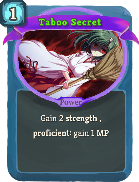 1
Taboo Secret
Power
Gain 2 strength ,
proficient: gain 1 MP